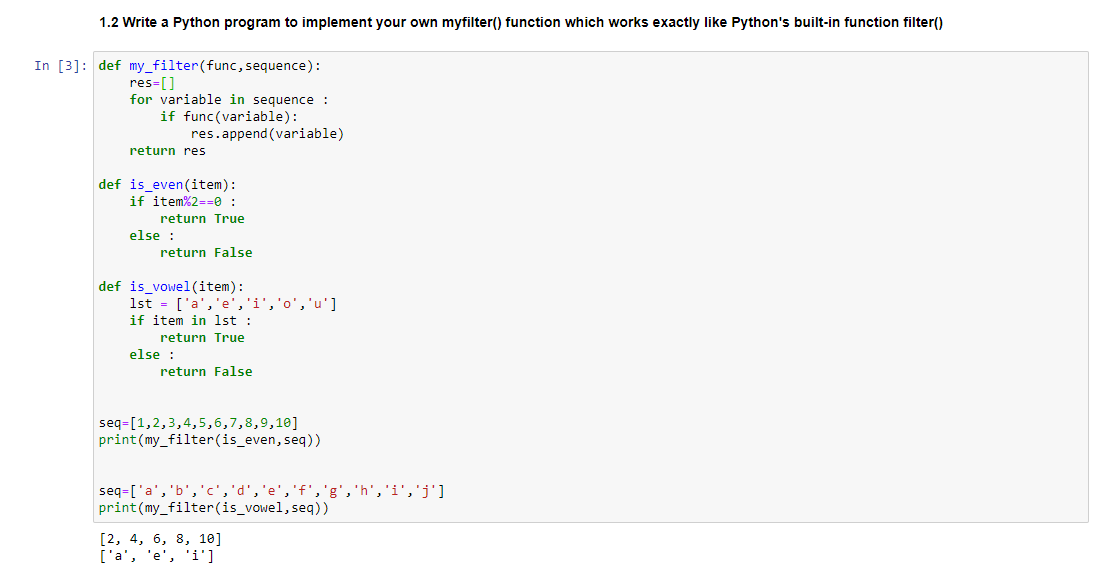 1.2 Write a Python program to implement your own myfilter() function which works exactly like Python's built-in function filter()
In [3]: def my_filter(func,sequence):
    res=[]
    for variable in sequence :
        if func(variable):
            res.append(variable)
    return res

def is_even(item):
    if item%2==0 :
        return True
    else :
        return False

def is_vowel(item):
    lst = ['a','e','i','o','u']
    if item in lst :
        return True
    else :
        return False


seq=[1,2,3,4,5,6,7,8,9,10]
print(my_filter(is_even,seq))


seq=['a','b','c','d','e','f','g','h','i','j']
print(my_filter(is_vowel,seq))

[2, 4, 6, 8, 10]
['a', 'e', 'i']